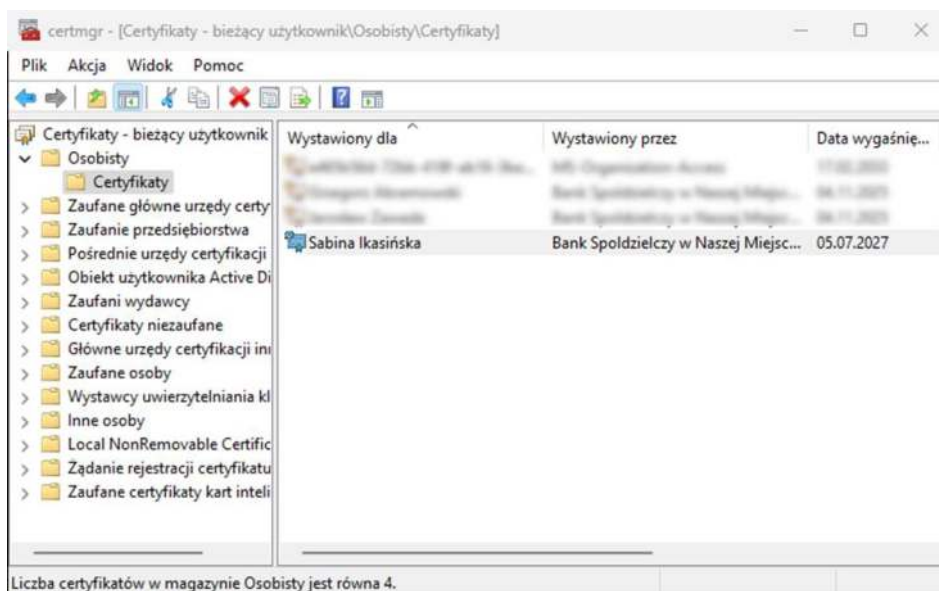 certmgr - [Certyfikaty - bieżący użytkownik\Osobisty\Certyfikaty]
Plik Akcja Widok Pomoc
Certyfikaty - bieżący użytkownik
Osobisty
Certyfikaty
Zaufane główne urzędy certy
Zaufanie przedsiębiorstwa
Pośrednie urzędy certyfikacji
Obiekt użytkownika Active Di
Zaufani wydawcy
Certyfikaty niezaufane
Główne urzędy certyfikacji in
Zaufane osoby
Wystawcy uwierzytelniania kl
Inne osoby
Local NonRemovable Certific
Żądanie rejestracji certyfikatu
Zaufane certyfikaty kart inteli
Wystawiony dla Wystawiony przez Data wygaśnię...
Sabina Ikasińska Bank Spoldzielczy w Naszej Miejsc... 05.07.2027
Liczba certyfikatów w magazynie Osobisty jest równa 4.